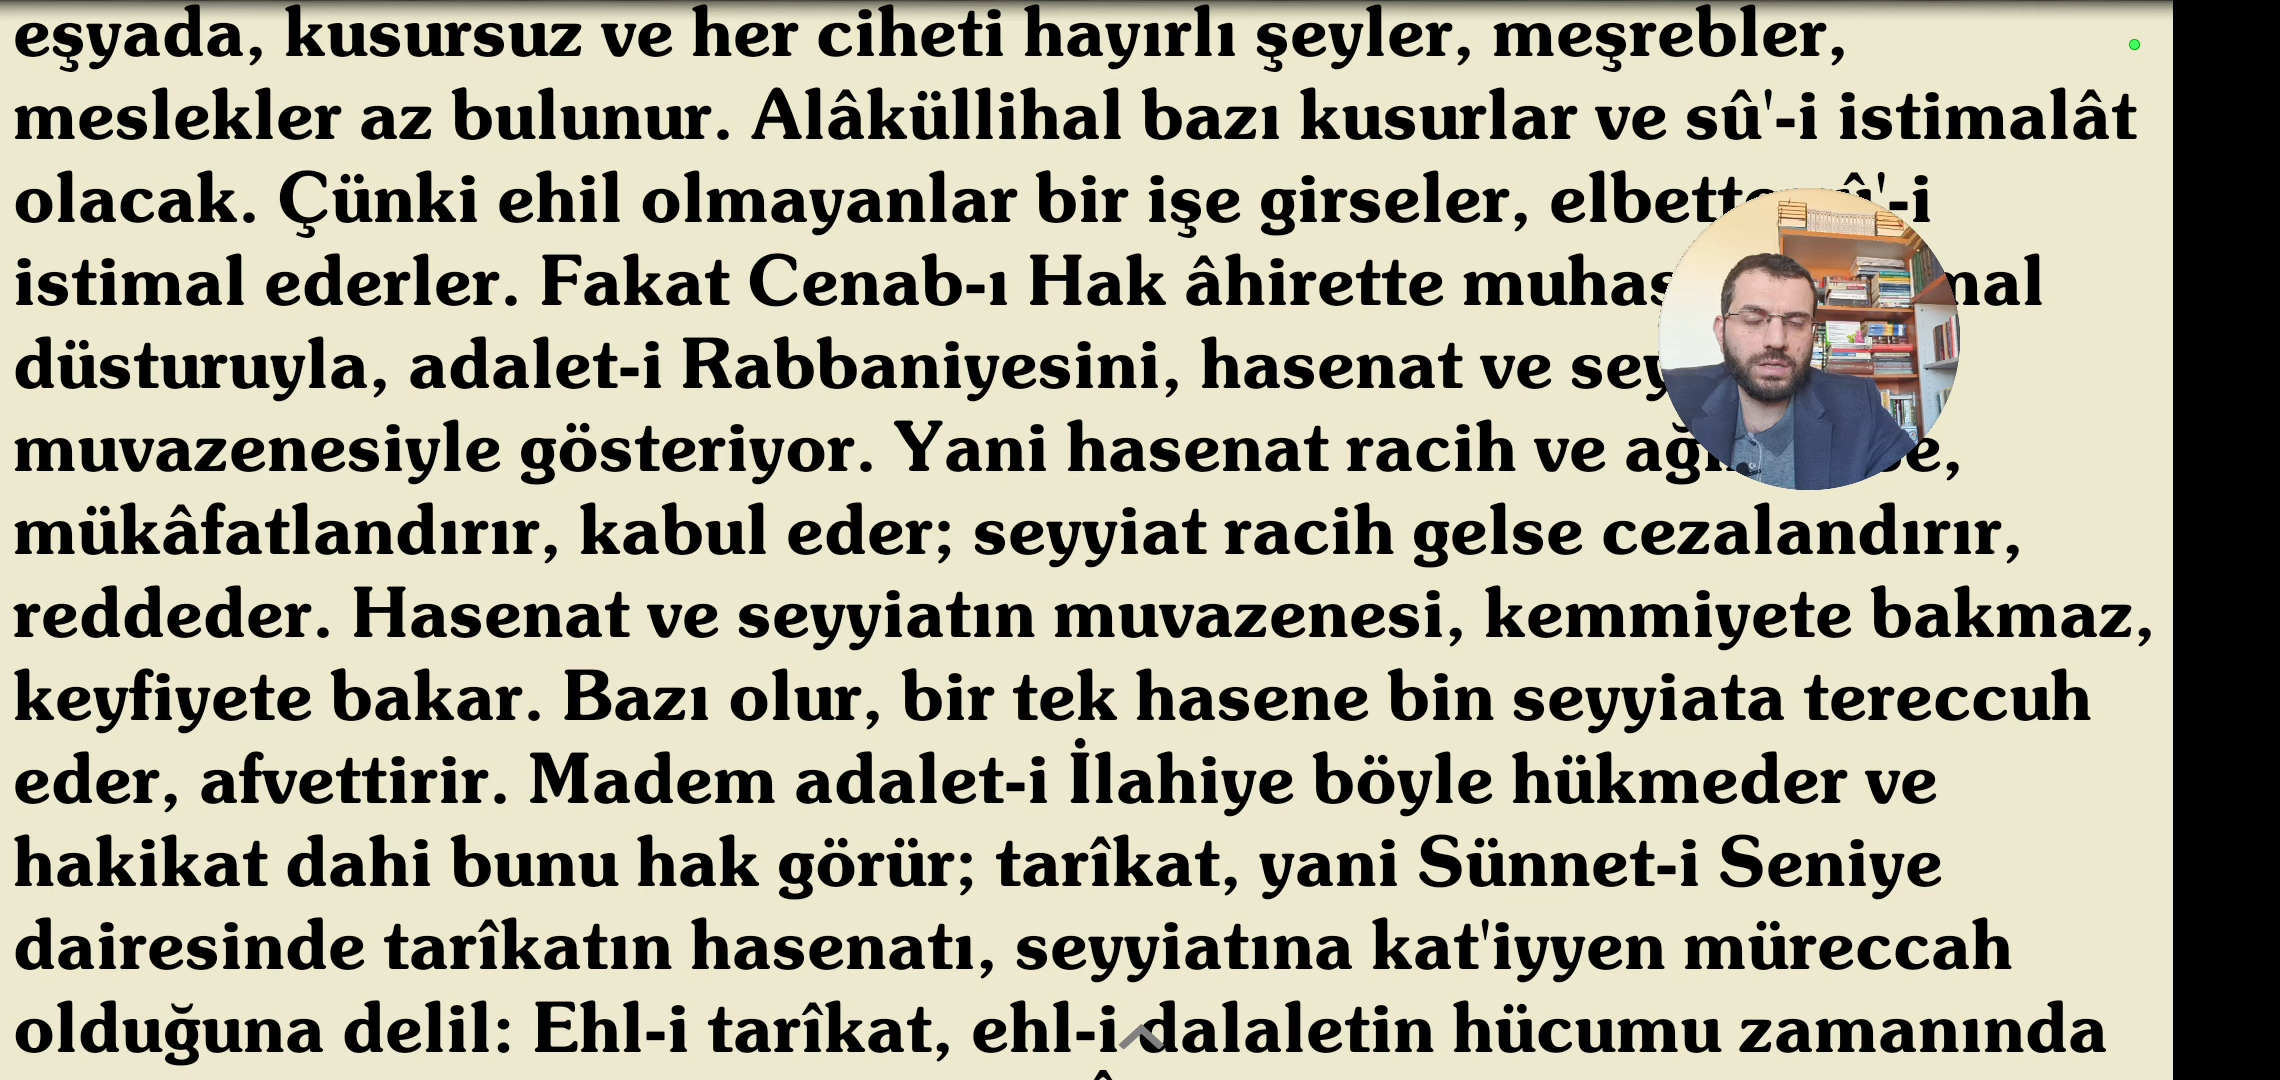 eşyada, kusursuz ve her ciheti hayırlı şeyler, meşrebler,
meslekler az bulunur. Alâküllihal bazı kusurlar ve sû'-i istimalât
olacak. Çünki ehil olmayanlar bir işe girseler, elbette sû'-i
istimal ederler. Fakat Cenab-ı Hak âhirette
düsturuyla, adalet-i Rabbaniyesini, hasenat ve
muvazenesiyle gösteriyor. Yani hasenat racih ve
mükâfatlandırır, kabul eder; seyyiat racih gelse cezalandırır,
reddeder. Hasenat ve seyyiatın muvazenesi, kemmiyete bakmaz,
keyfiyete bakar. Bazı olur, bir tek hasene bin seyyiata tereccuh
eder, afvettirir. Madem adalet-i İlahiye böyle hükmeder ve
hakikat dahi bunu hak görür; tarîkat, yani Sünnet-i Seniye
dairesinde tarîkatın hasenatı, seyyiatına kat'iyyen müreccah
olduğuna delil: Ehl-i tarîkat, ehl-i dalaletin hücumu zamanında